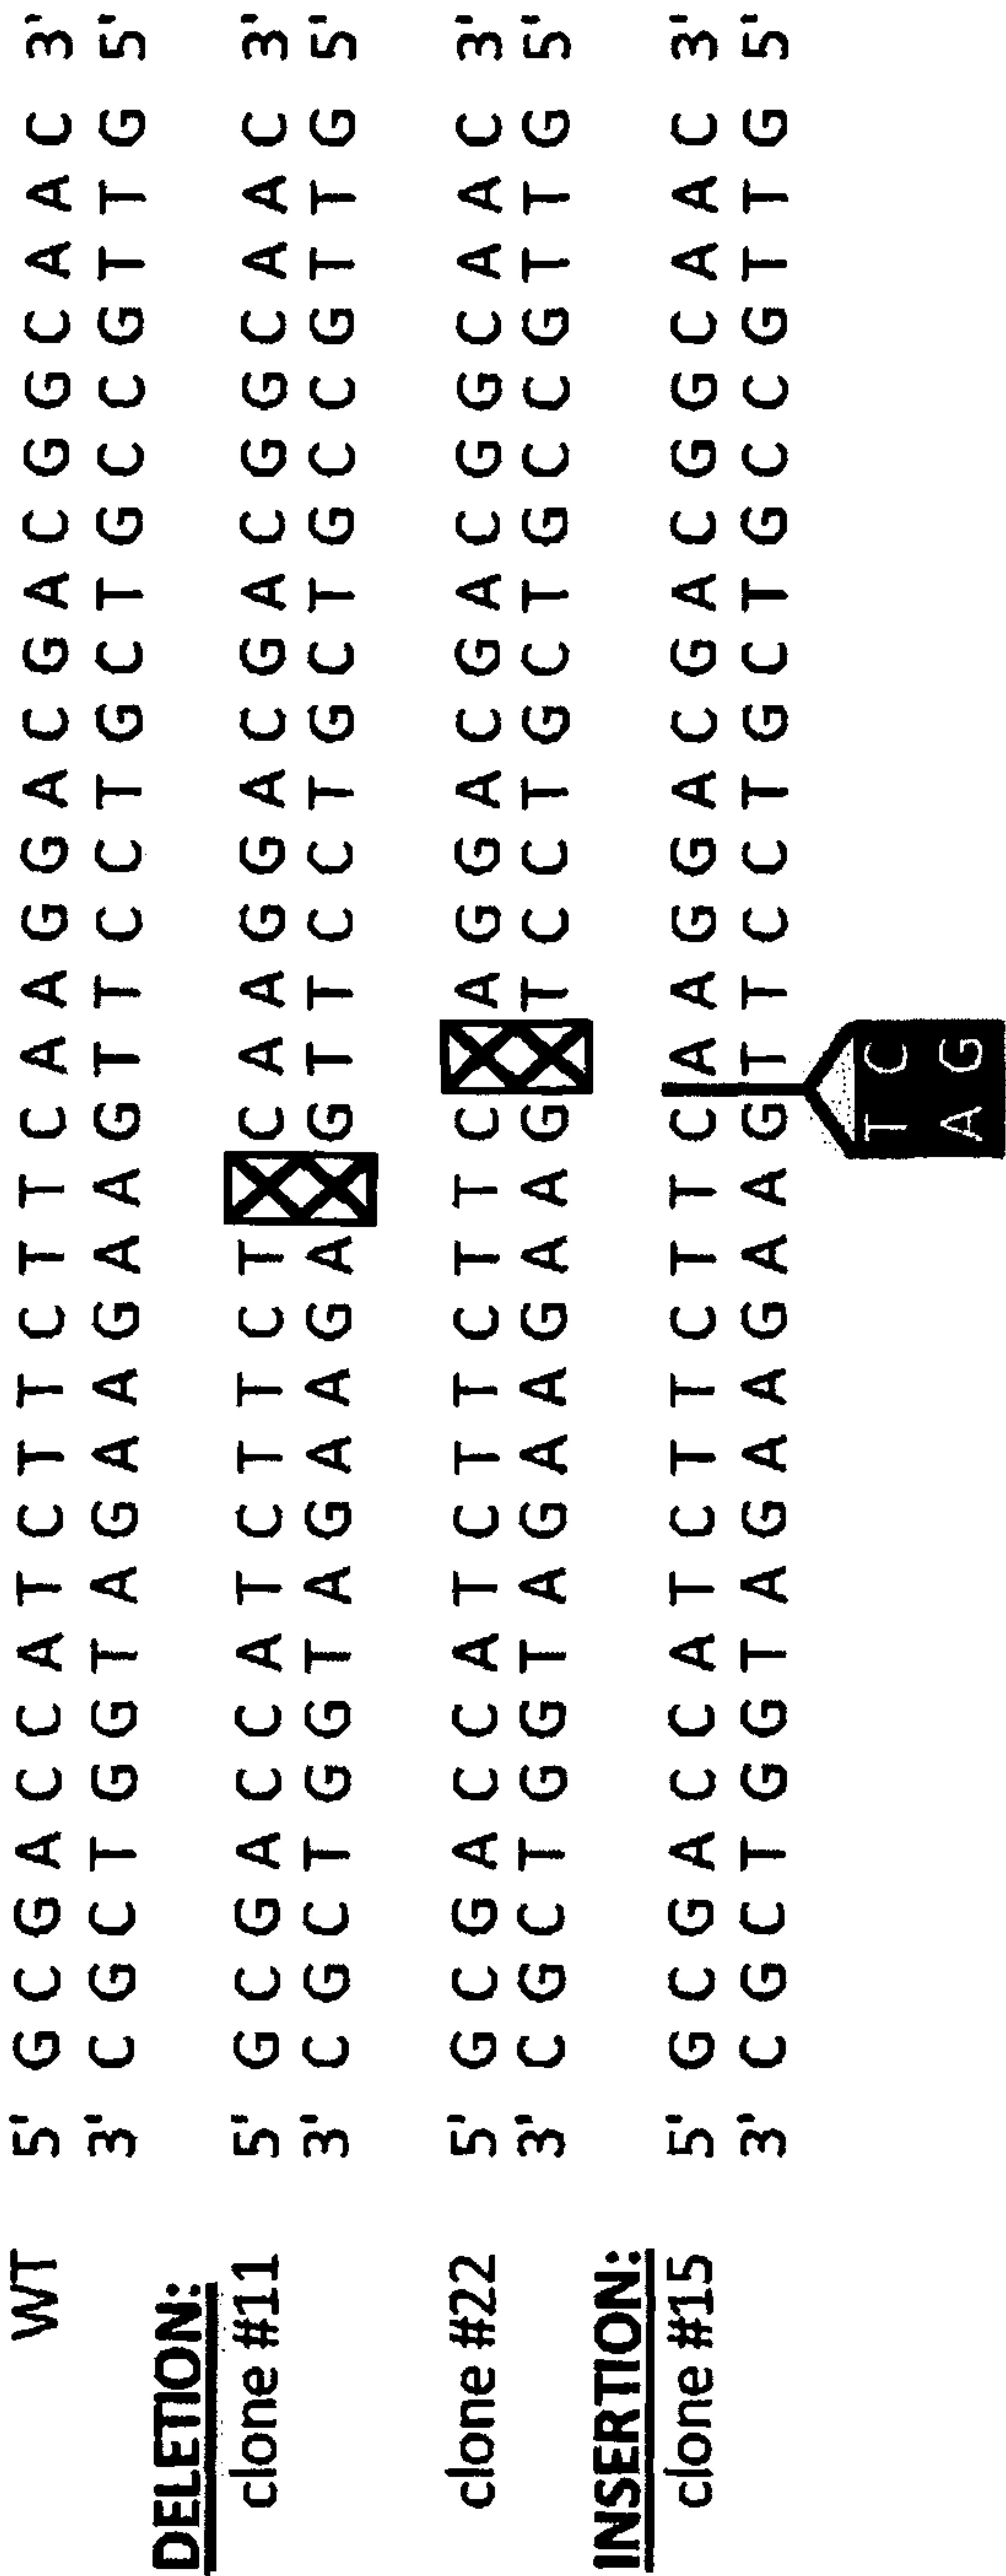 WT 5' G C G A C C A T C T T C T T C A A G G A C G A C G G C A A C 3'
3' C G C T G G T A G A A G A A G T T C C T G C T G C C G T T G 5'
DELETION:
clone #11 5' G C G A C C A T C T T C T C A A G G A C G A C G G C A A C 3'
3' C G C T G G T A G A A G A G T T C C T G C T G C C G T T G 5'
clone #22 5' G C G A C C A T C T T C T T C A G G A C G A C G G C A A C 3'
3' C G C T G G T A G A A G A A G T C C T G C T G C C G T T G 5'
INSERTION:
clone #15 5' G C G A C C A T C T T C T T C A A G G A C G A C G G C A A C 3'
3' C G C T G G T A G A A G A A G T T C C T G C T G C C G T T G 5'
T C
A G